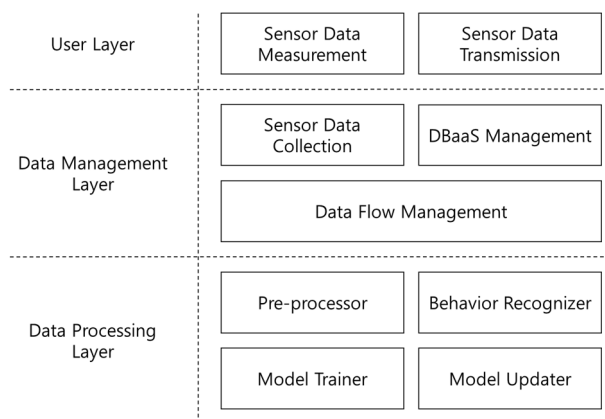 User Layer
Sensor Data
Measurement
Sensor Data
Transmission
Data Management
Layer
Sensor Data
Collection
DBaaS Management
Data Flow Management
Data Processing
Layer
Pre-processor
Behavior Recognizer
Model Trainer
Model Updater